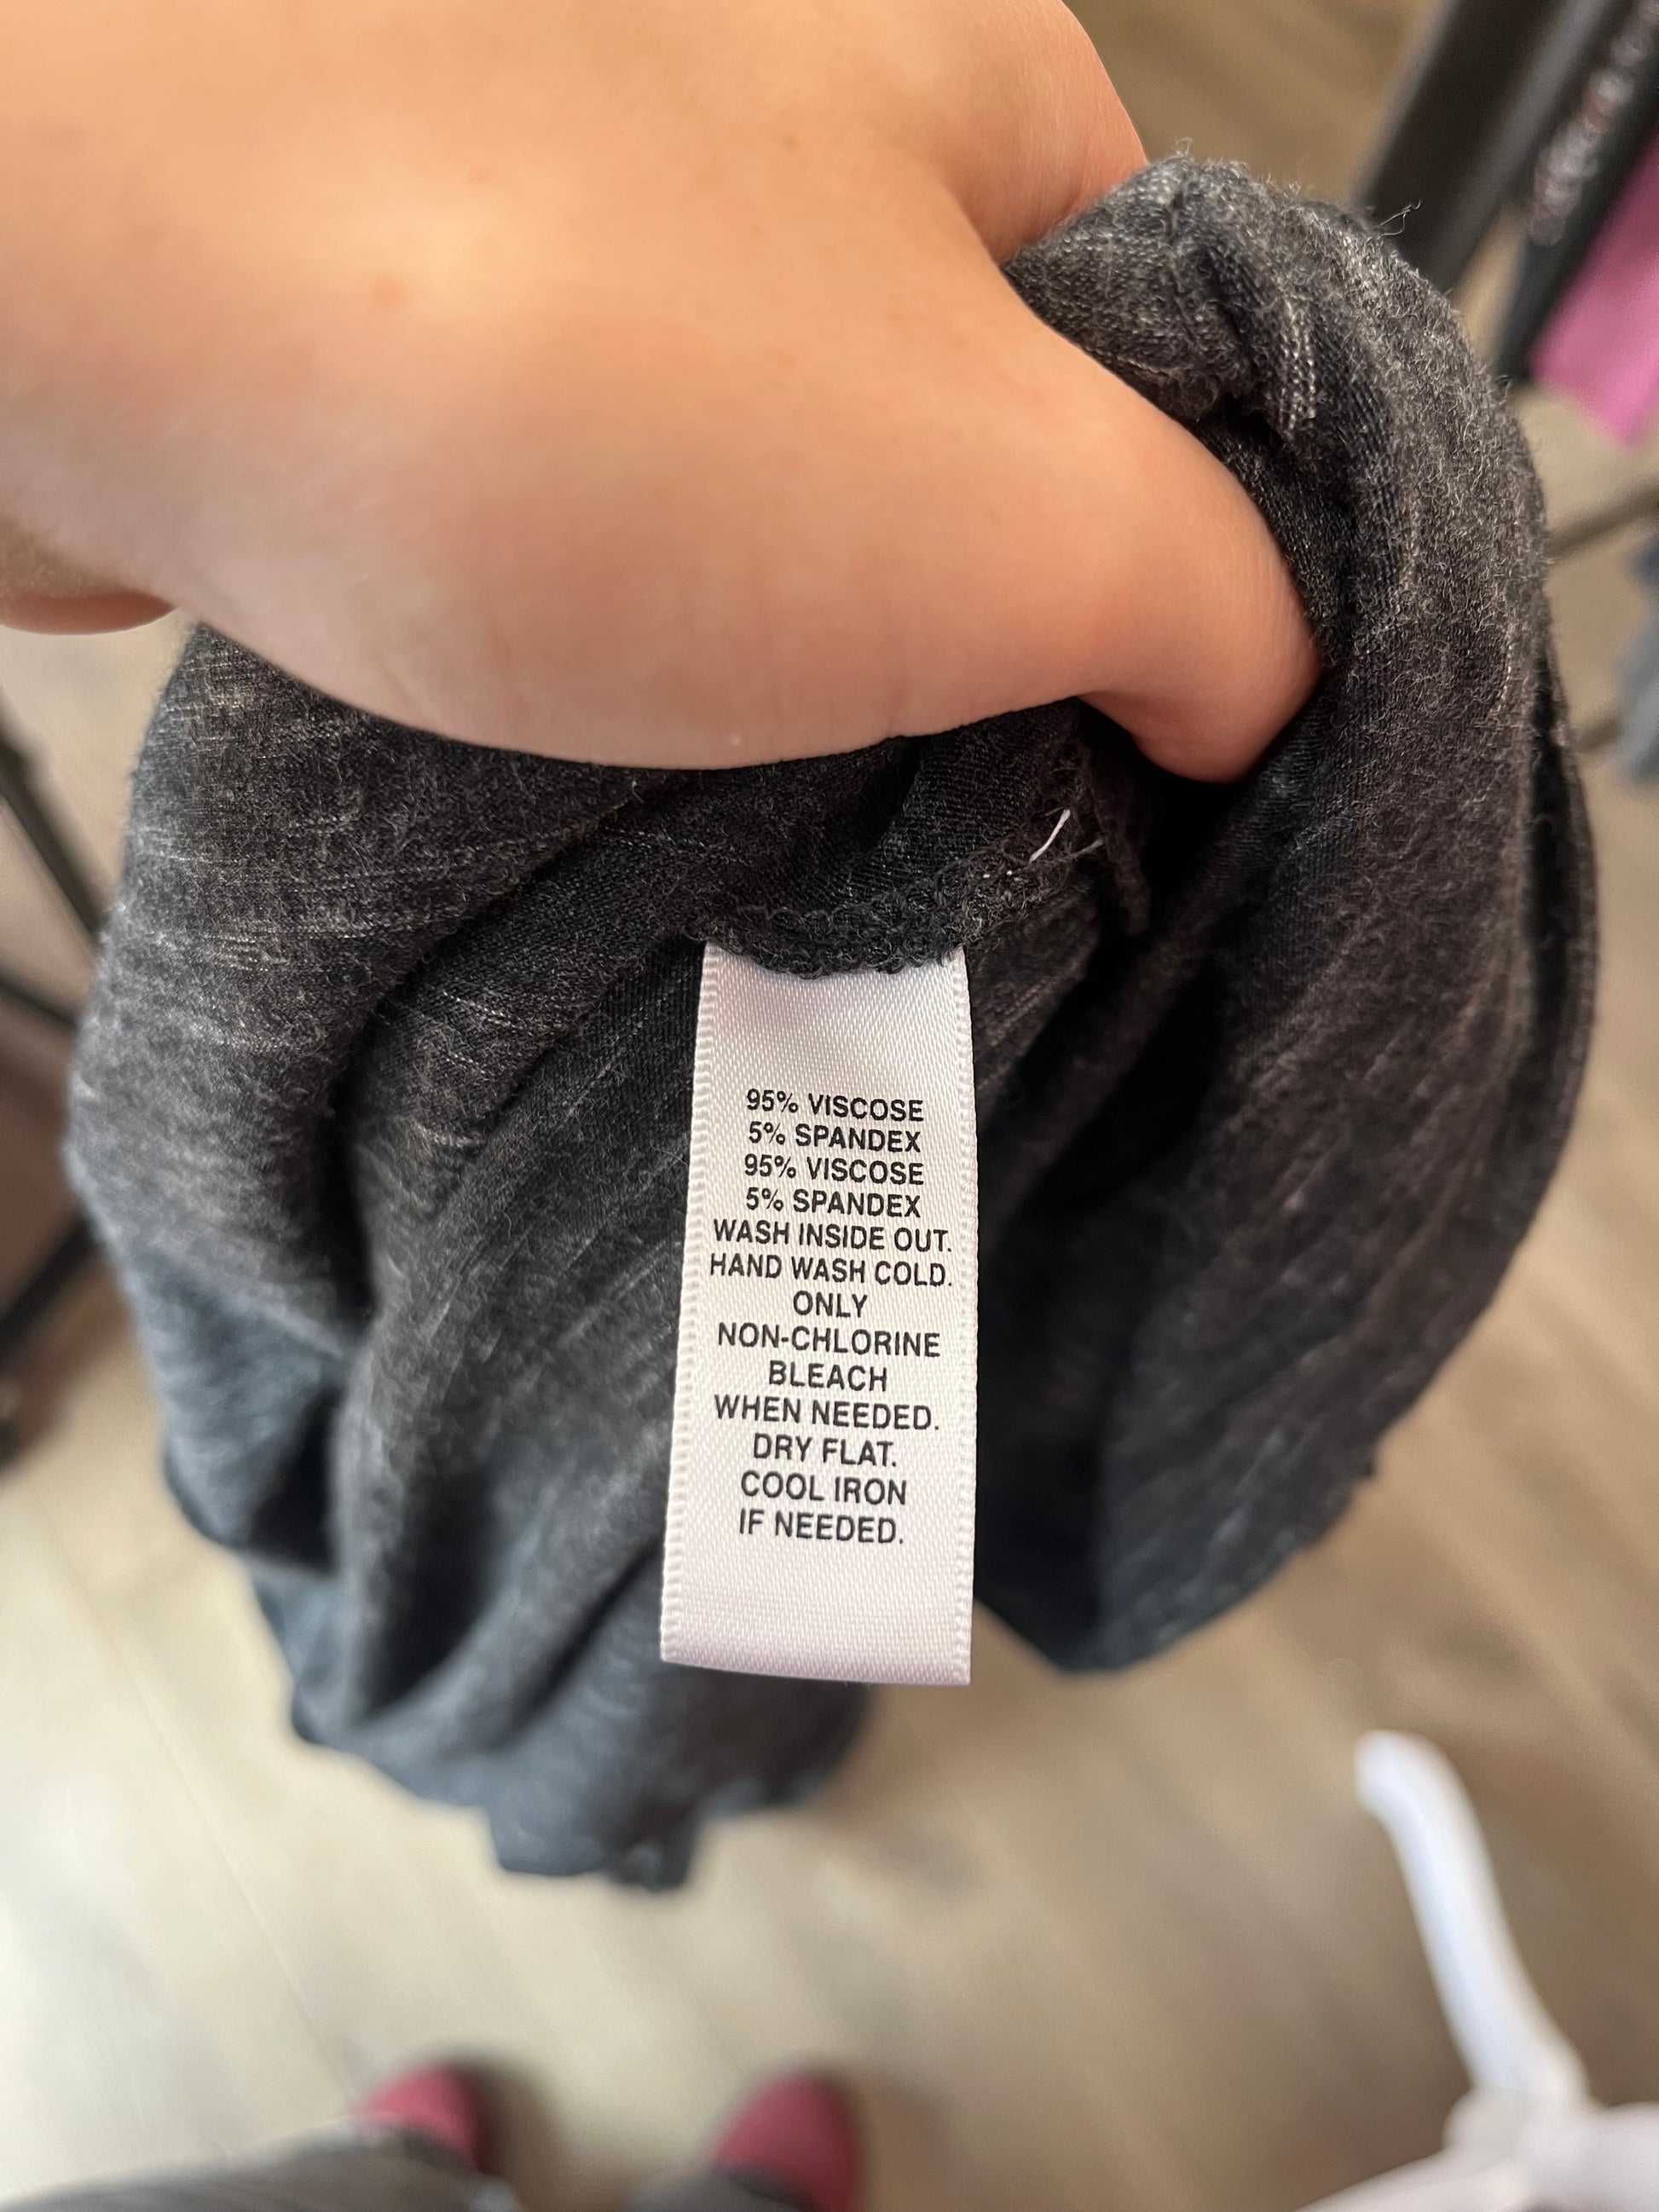 95% VISCOSE
5% SPANDEX
95% VISCOSE
5% SPANDEX
WASH INSIDE OUT.
HAND WASH COLD.
ONLY
NON-CHLORINE
BLEACH
WHEN NEEDED.
DRY FLAT.
COOL IRON
IF NEEDED.